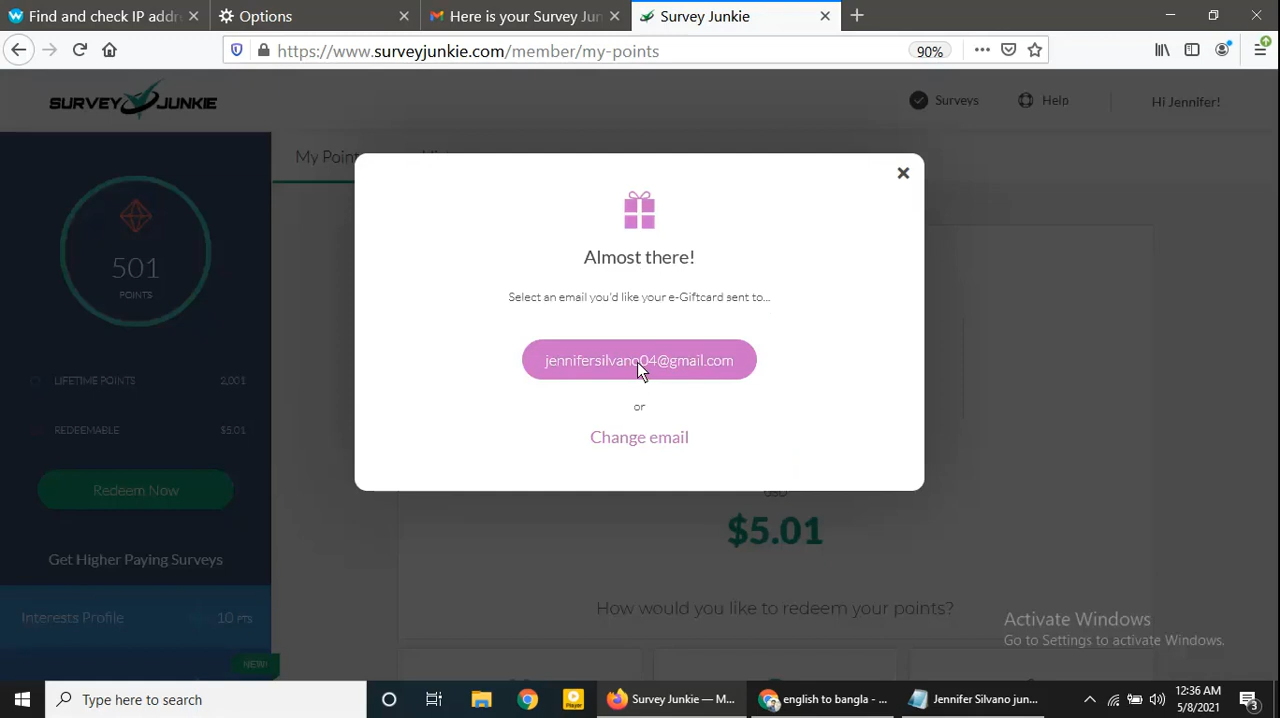 Find and check IP addr
Options
Here is your Survey Jun
Survey Junkie
https://www.surveyjunkie.com/member/my-points
90%
SURVEY JUNKIE
Surveys
Help
Hi Jennifer!
My Poin
501
POINTS
LIFETIME POINTS 2,001
REDEEMABLE $5.01
Redeem Now
Get Higher Paying Surveys
Interests Profile 10 PTS
NEW!
Almost there!
Select an email you'd like your e-Giftcard sent to...
jennifersilvano04@gmail.com
or
Change email
USD
$5.01
How would you like to redeem your points?
Activate Windows
Go to Settings to activate Windows.
Type here to search
Player
Survey Junkie — M...
english to bangla - ...
Jennifer Silvano jun...
12:36 AM
5/8/2021
3